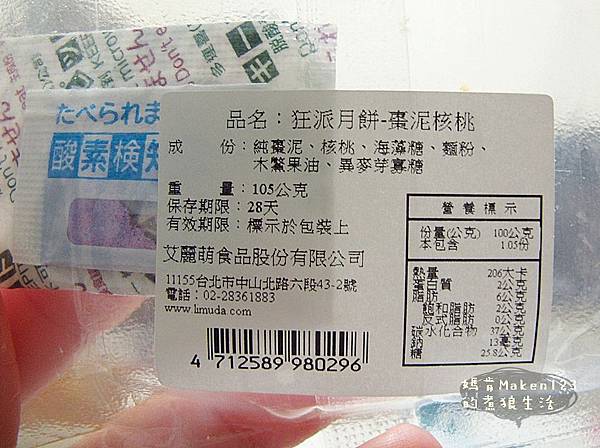 たべられま
酸素検知
品名：狂派月餅-棗泥核桃
成　份：純棗泥、核桃、海藻糖、麵粉、
木鱉果油、異麥芽寡糖
重　量：105公克
保存期限：28天
有效期限：標示於包裝上
艾麗萌食品股份有限公司
11155台北市中山北路六段43-2號
電話：02-28361883
www.limuda.com
4 712589 980296
營養標示
份量(公克) 100公克
本包含 1.05份
熱量 206大卡
蛋白質 2公克
脂肪 6公克
飽和脂肪 2公克
反式脂肪 0公克
碳水化合物 37公克
鈉 13毫克
糖 25.8公克
媽肯Maken123
的煮狼生活